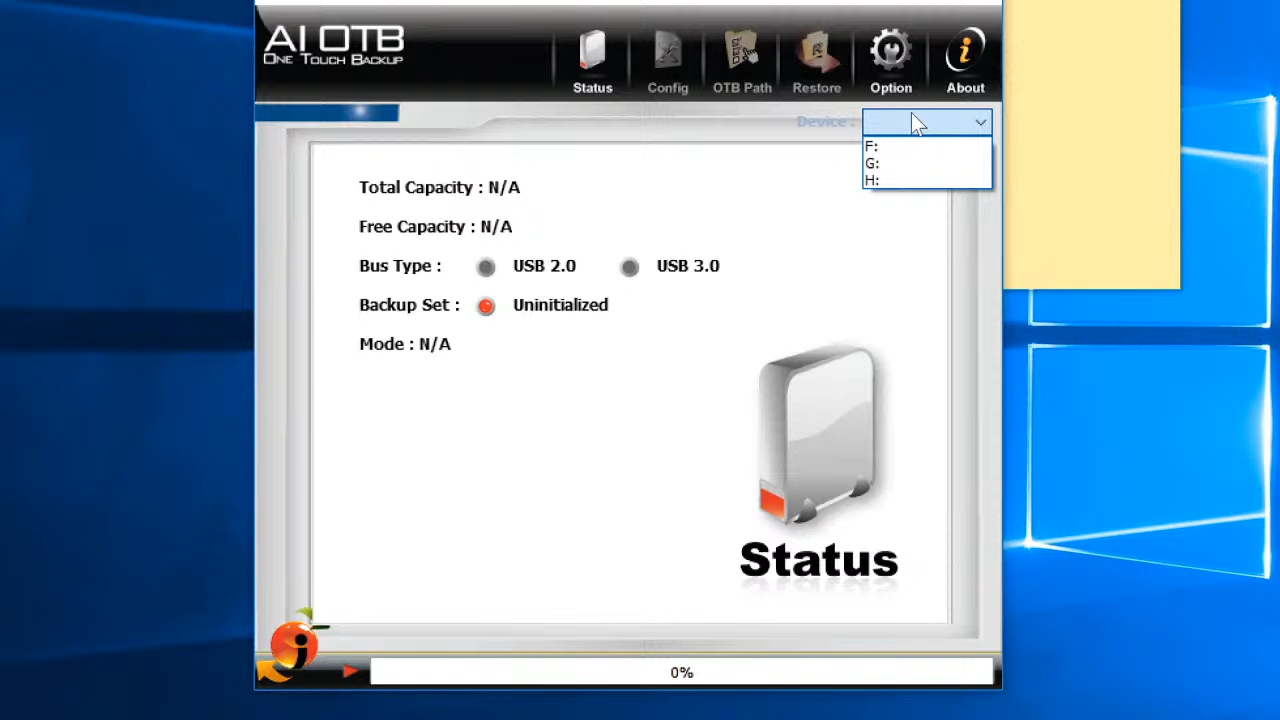 AI OTB
ONE TOUCH BACKUP
Status
Config
OTB Path
Restore
Option
About
Device :
F:
G:
H:
Total Capacity : N/A
Free Capacity : N/A
Bus Type : USB 2.0 USB 3.0
Backup Set : Uninitialized
Mode : N/A
Status
0%